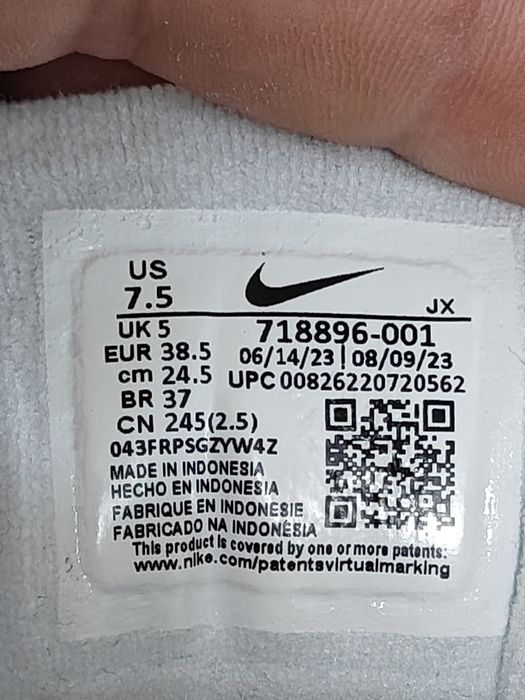 US
7.5
JX
UK 5
718896-001
EUR 38.5
06/14/23 | 08/09/23
cm 24.5
UPC 00826220720562
BR 37
CN 245(2.5)
043FRPSGZYW4Z
MADE IN INDONESIA
HECHO EN INDONESIA
FABRIQUE EN INDONESIE
FABRICADO NA INDONÉSIA
This product is covered by one or more patents:
www.nike.com/patentsvirtualmarking